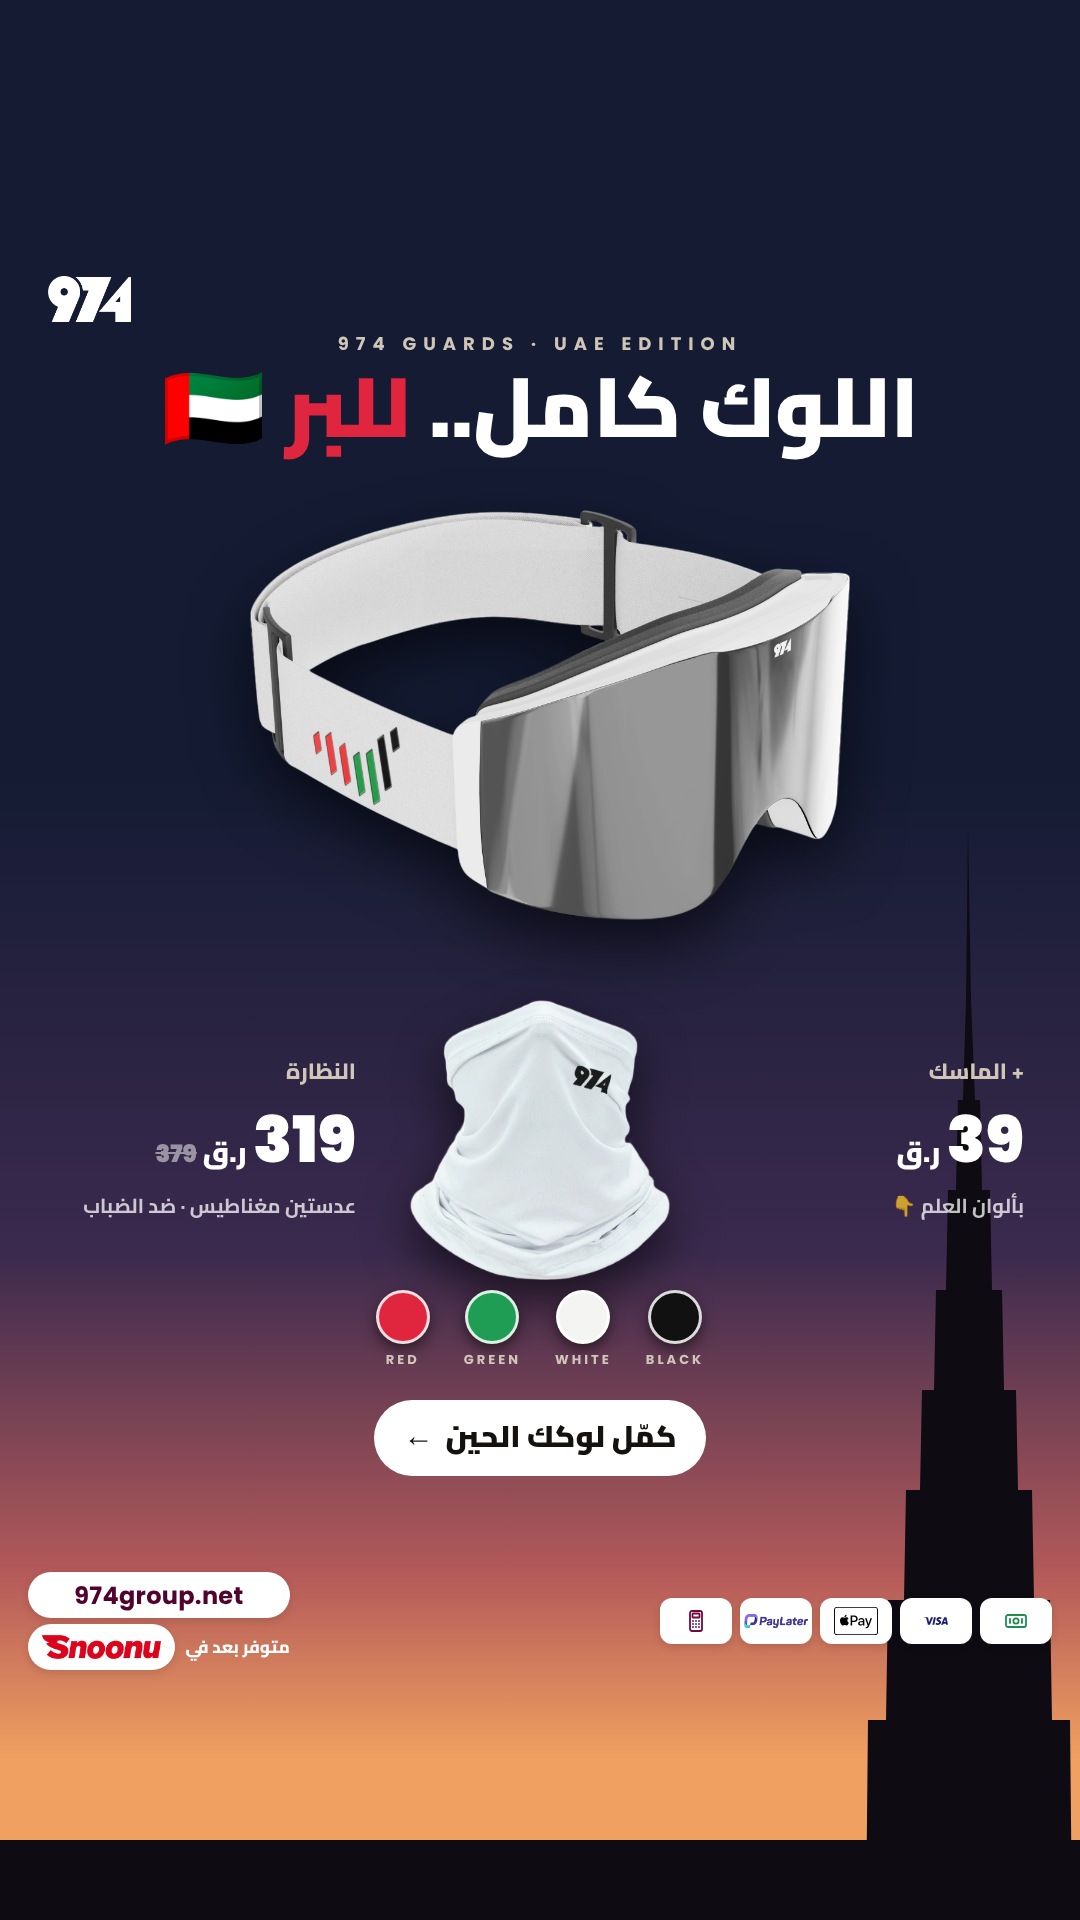 974
974 GUARDS · UAE EDITION
اللوك كامل.. للبر 🇦🇪
974
974
+ الماسك
39 ر.ق
بألوان العلم 👇
النظارة
319 ر.ق 379
عدستين مغناطيس · ضد الضباب
RED GREEN WHITE BLACK
كمّل لوكك الحين ←
974group.net
متوفر بعد في Snoonu
PayLater Pay VISA